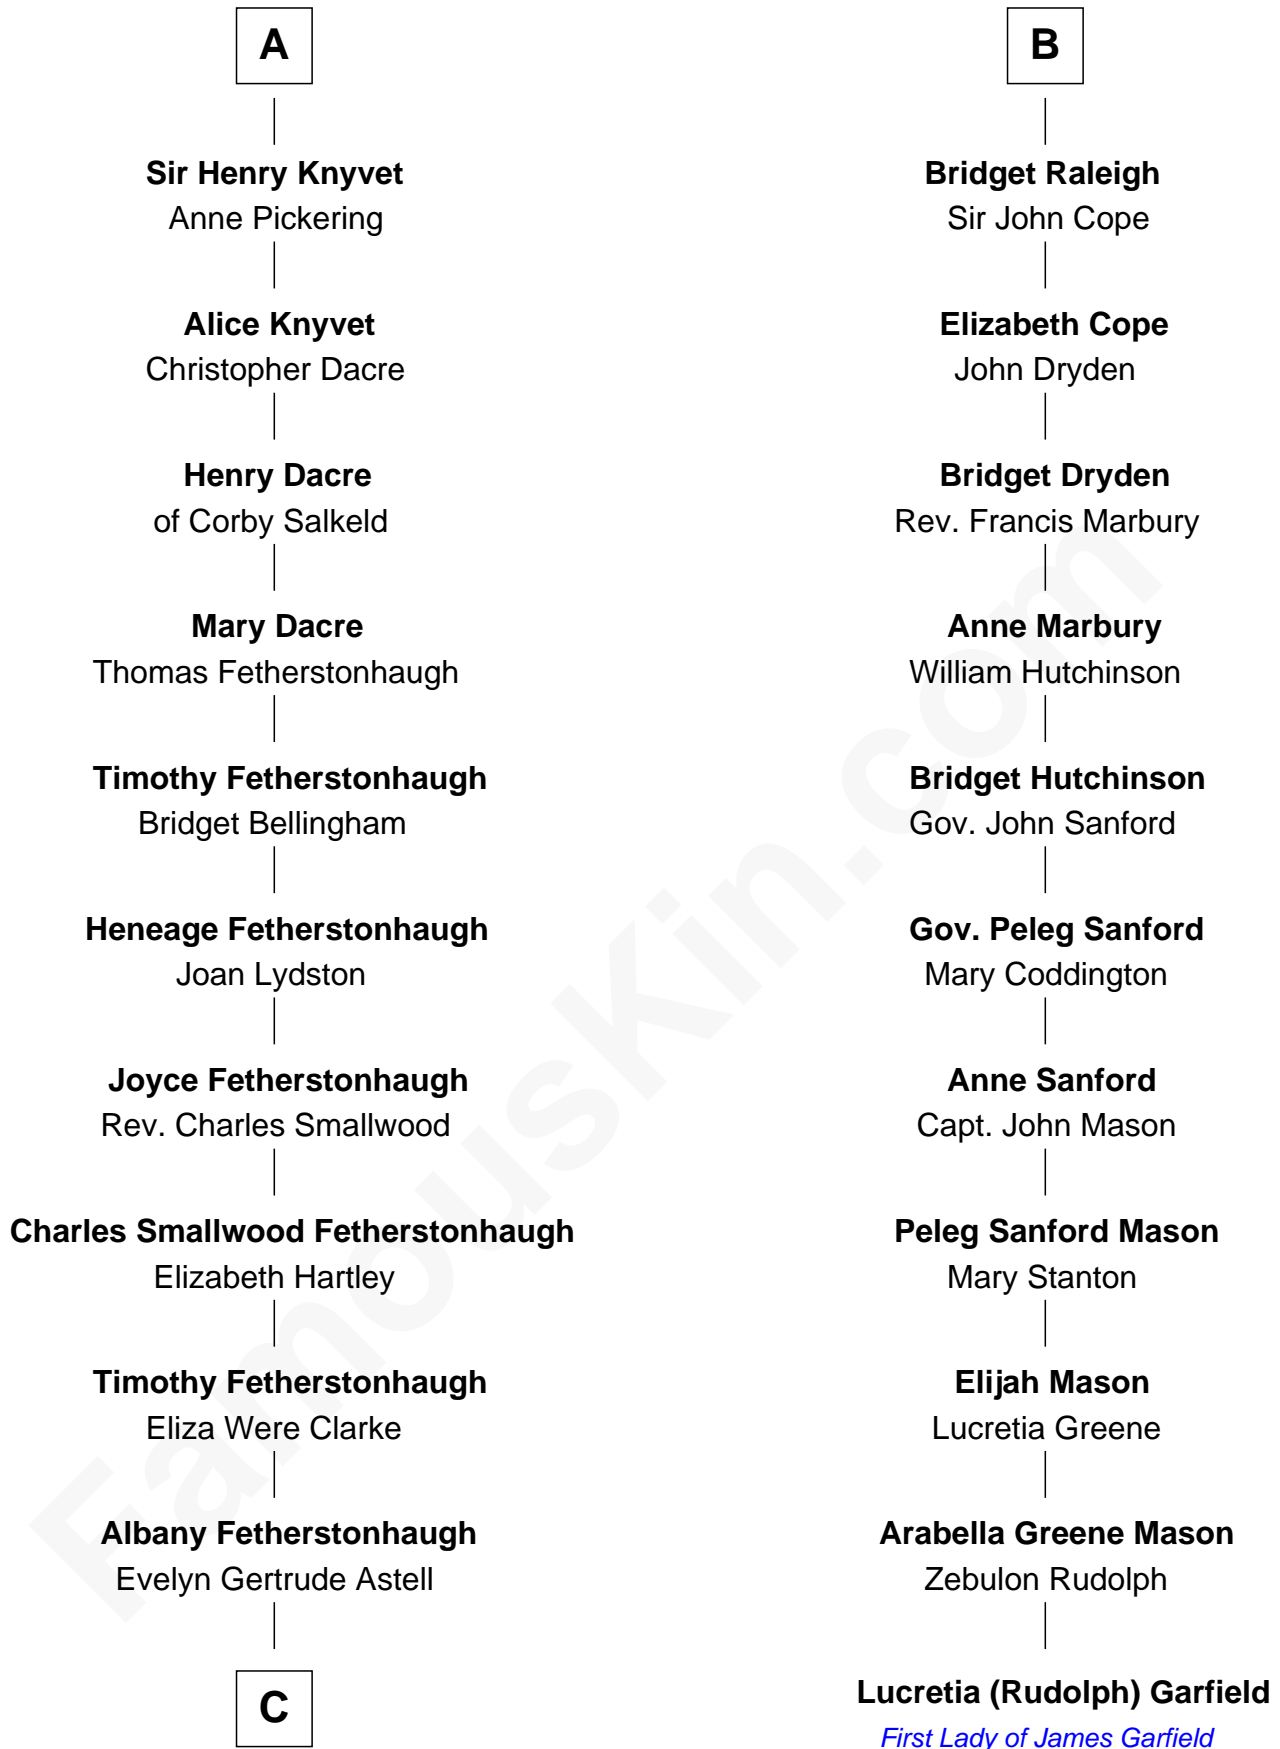 A
Sir Henry Knyvet
Anne Pickering
Alice Knyvet
Christopher Dacre
Henry Dacre
of Corby Salkeld
Mary Dacre
Thomas Fetherstonhaugh
Timothy Fetherstonhaugh
Bridget Bellingham
Heneage Fetherstonhaugh
Joan Lydston
Joyce Fetherstonhaugh
Rev. Charles Smallwood
Charles Smallwood Fetherstonhaugh
Elizabeth Hartley
Timothy Fetherstonhaugh
Eliza Were Clarke
Albany Fetherstonhaugh
Evelyn Gertrude Astell
C
B
Bridget Raleigh
Sir John Cope
Elizabeth Cope
John Dryden
Bridget Dryden
Rev. Francis Marbury
Anne Marbury
William Hutchinson
Bridget Hutchinson
Gov. John Sanford
Gov. Peleg Sanford
Mary Coddington
Anne Sanford
Capt. John Mason
Peleg Sanford Mason
Mary Stanton
Elijah Mason
Lucretia Greene
Arabella Greene Mason
Zebulon Rudolph
Lucretia (Rudolph) Garfield
First Lady of James Garfield
FamousKin.com